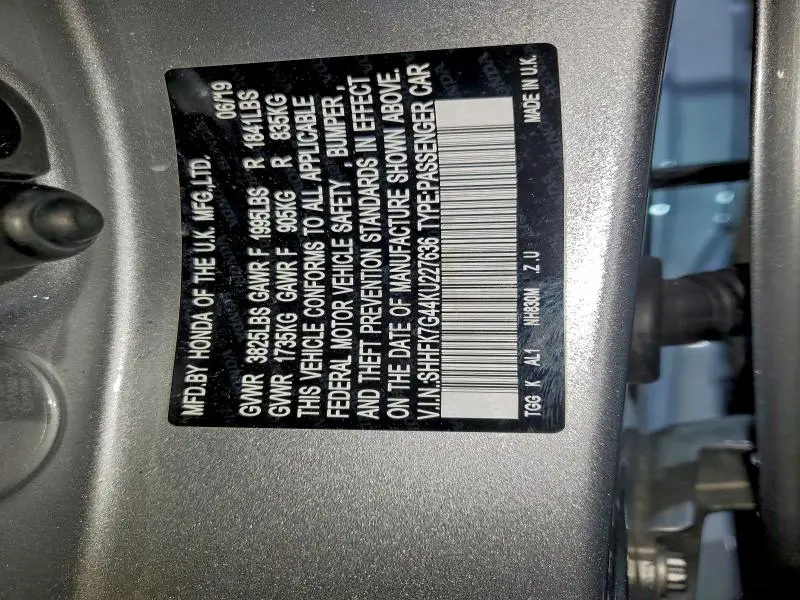 MFD.BY HONDA OF THE U.K. MFG.,LTD. 06/19
GVWR 3825LBS GAWR F 1995LBS R 1841LBS
GVWR 1735KG GAWR F 905KG R 835KG
THIS VEHICLE CONFORMS TO ALL APPLICABLE
FEDERAL MOTOR VEHICLE SAFETY , BUMPER ,
AND THEFT PREVENTION STANDARDS IN EFFECT
ON THE DATE OF MANUFACTURE SHOWN ABOVE.
V.I.N.:SHHFK7G44KU227636 TYPE:PASSENGER CAR
TGG K AL1 NH830M .Z .U MADE IN U.K.